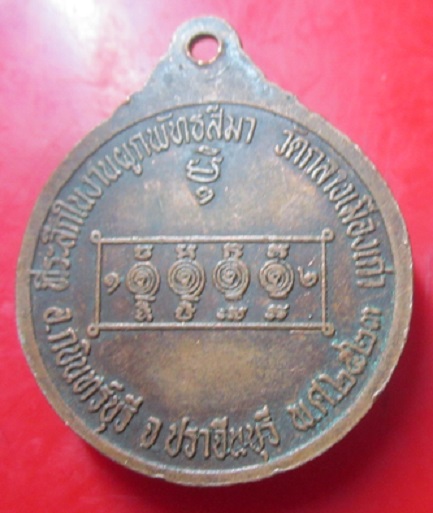 ที่ระลึกในงานผูกพัทธสีมา วัดกลางเมืองเก่า
อ.กบินทร์บุรี จ.ปราจีนบุรี พ.ศ.๒๕๒๓